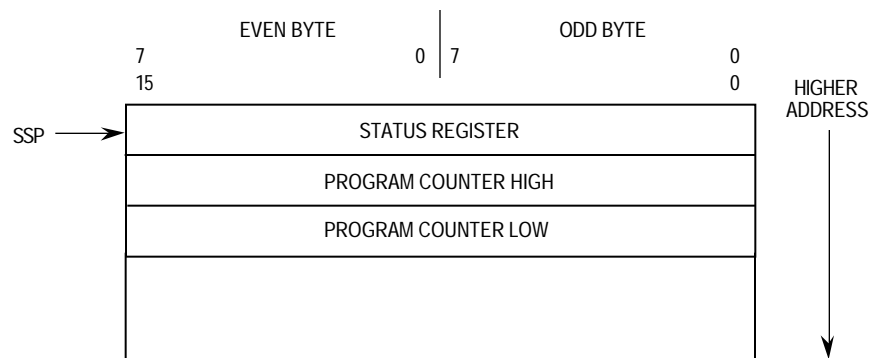 EVEN BYTE ODD BYTE
7 0 7 0
15 0
HIGHER
ADDRESS
SSP
STATUS REGISTER
PROGRAM COUNTER HIGH
PROGRAM COUNTER LOW